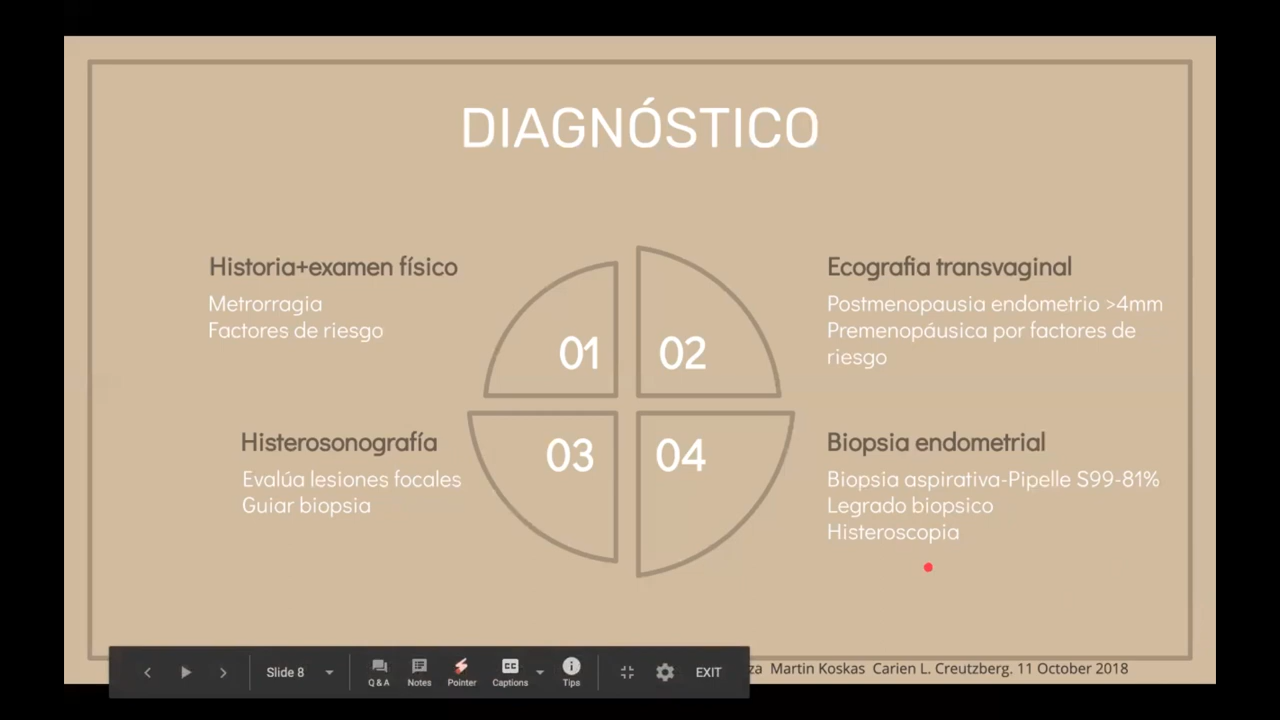 DIAGNÓSTICO
Historia+examen físico
Metrorragia
Factores de riesgo
01
02
Ecografia transvaginal
Postmenopausia endometrio >4mm
Premenopáusica por factores de
riesgo
Histerosonografía
Evalúa lesiones focales
Guiar biopsia
03
04
Biopsia endometrial
Biopsia aspirativa-Pipelle S99-81%
Legrado biopsico
Histeroscopia
Slide 8
Q & A
Notes
Pointer
CC
Captions
Tips
EXIT
Martin Koskas Carien L. Creutzberg. 11 October 2018